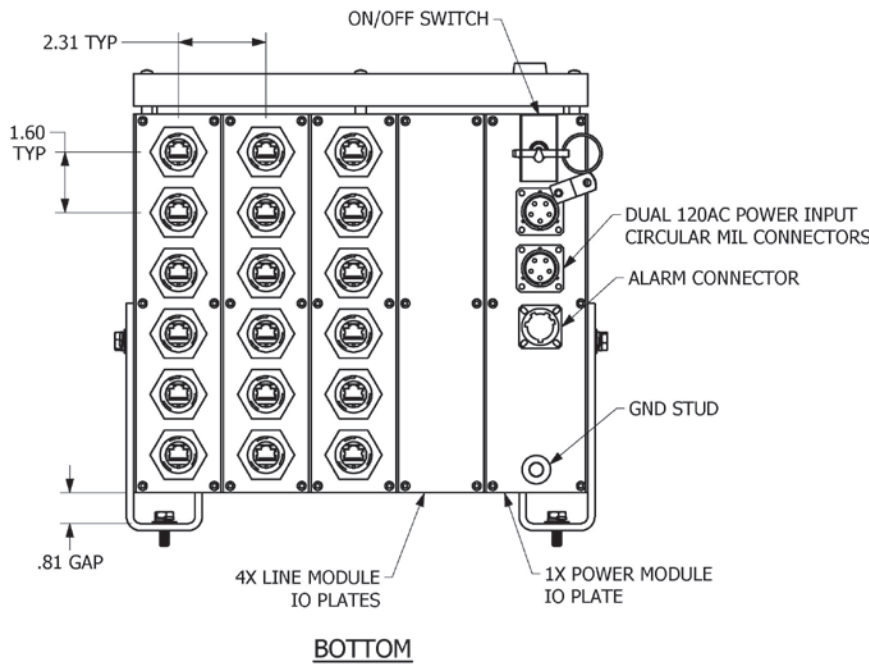 ON/OFF SWITCH
2.31 TYP
1.60
TYP
DUAL 120AC POWER INPUT
CIRCULAR MIL CONNECTORS
ALARM CONNECTOR
GND STUD
.81 GAP
4X LINE MODULE
IO PLATES
1X POWER MODULE
IO PLATE
BOTTOM